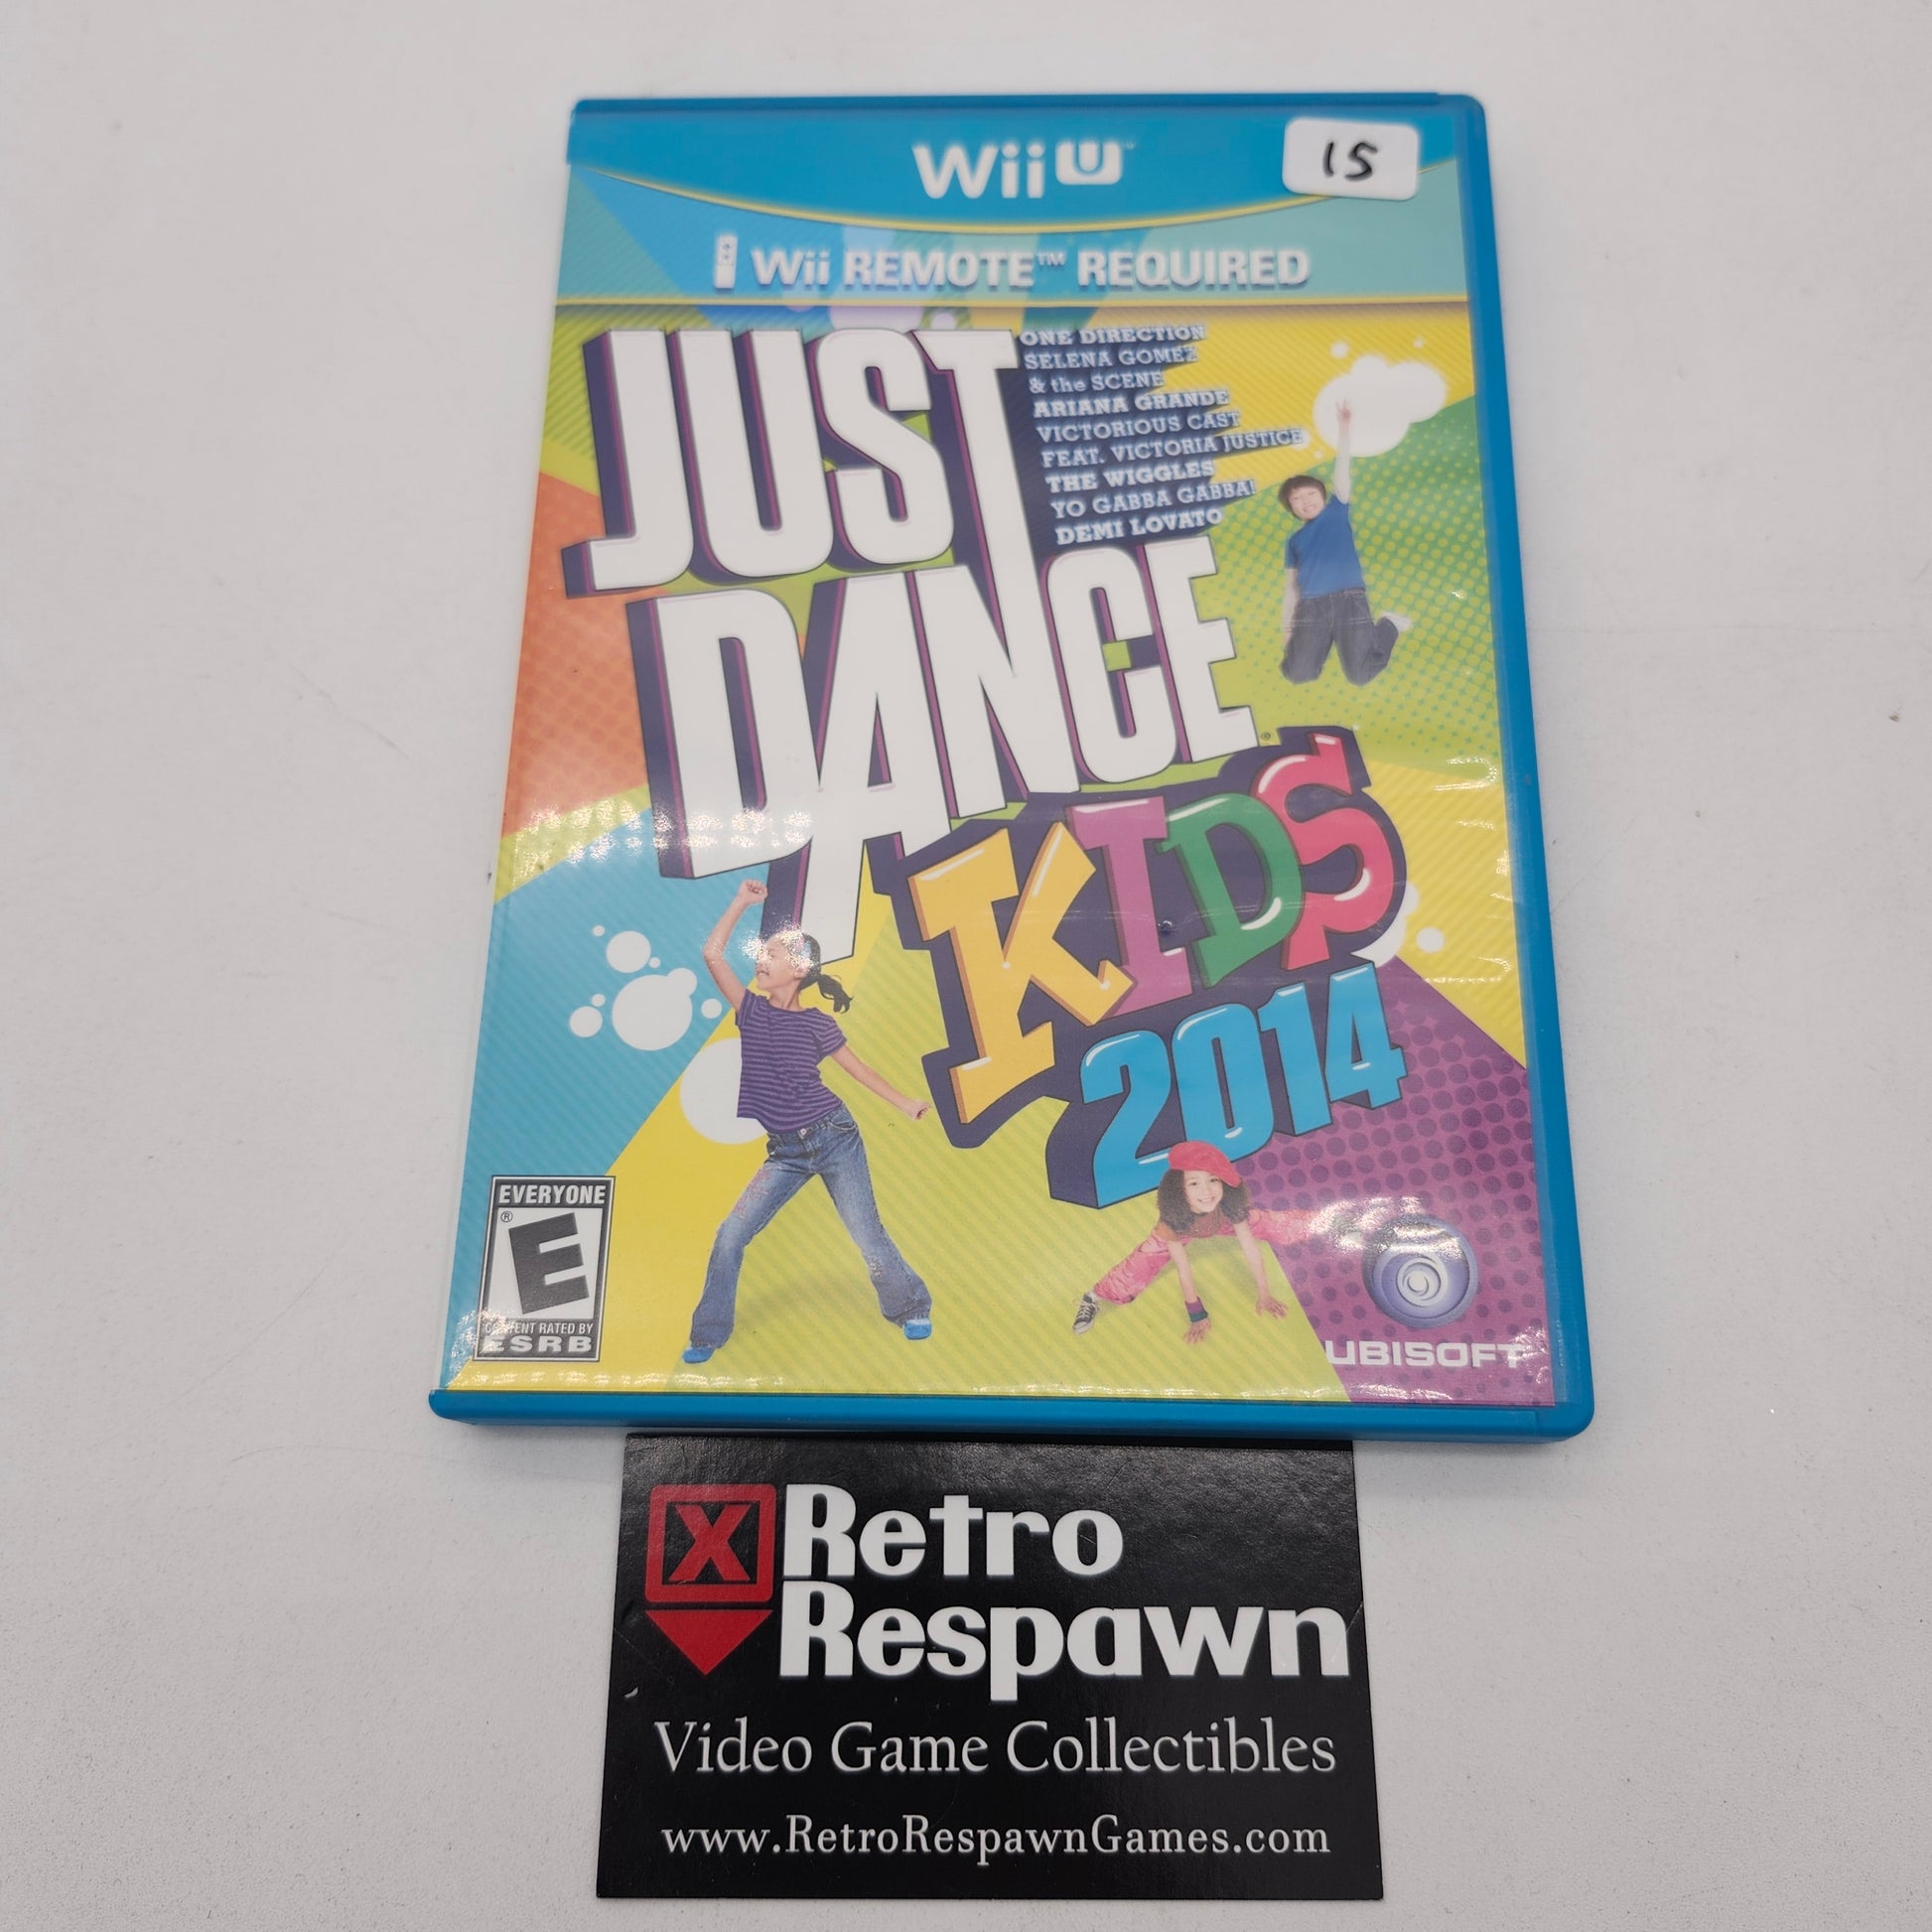 Wii U™
15
Wii REMOTE™ REQUIRED
JUST
DANCE®
ONE DIRECTION
SELENA GOMEZ
& the SCENE
ARIANA GRANDE
VICTORIOUS CAST
FEAT. VICTORIA JUSTICE
THE WIGGLES
YO GABBA GABBA!
DEMI LOVATO
KIDS
2014
EVERYONE
E®
CONTENT RATED BY
ESRB
UBISOFT
X
Retro
Respawn
Video Game Collectibles
www.RetroRespawnGames.com